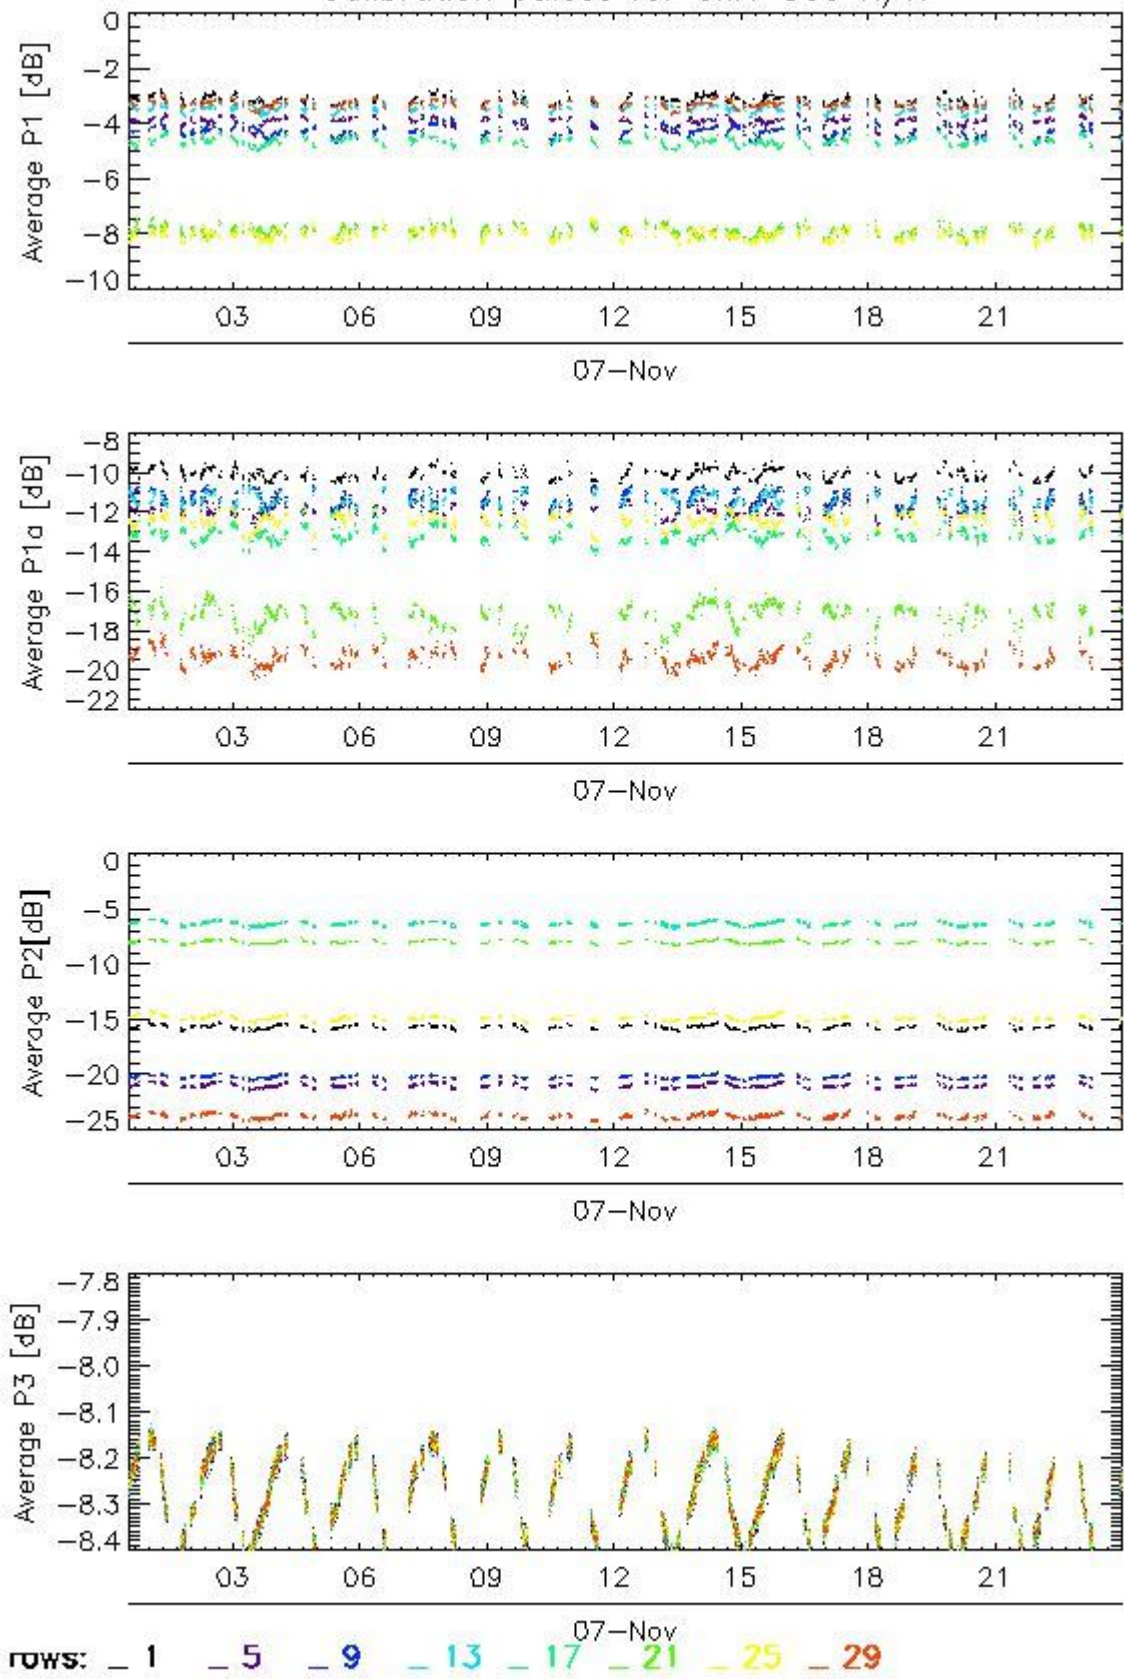 0
−2
−4
−6
−8
−10
Average P1 [dB]
03 06 09 12 15 18 21
07−Nov
−8
−10
−12
−14
−16
−18
−20
−22
Average P1a [dB]
03 06 09 12 15 18 21
07−Nov
0
−5
−10
−15
−20
−25
Average P2[dB]
03 06 09 12 15 18 21
07−Nov
−7.8
−7.9
−8.0
−8.1
−8.2
−8.3
−8.4
Average P3 [dB]
03 06 09 12 15 18 21
07−Nov
rows: _ 1 _ 5 _ 9 _ 13 _ 17 _ 21 _ 25 _ 29